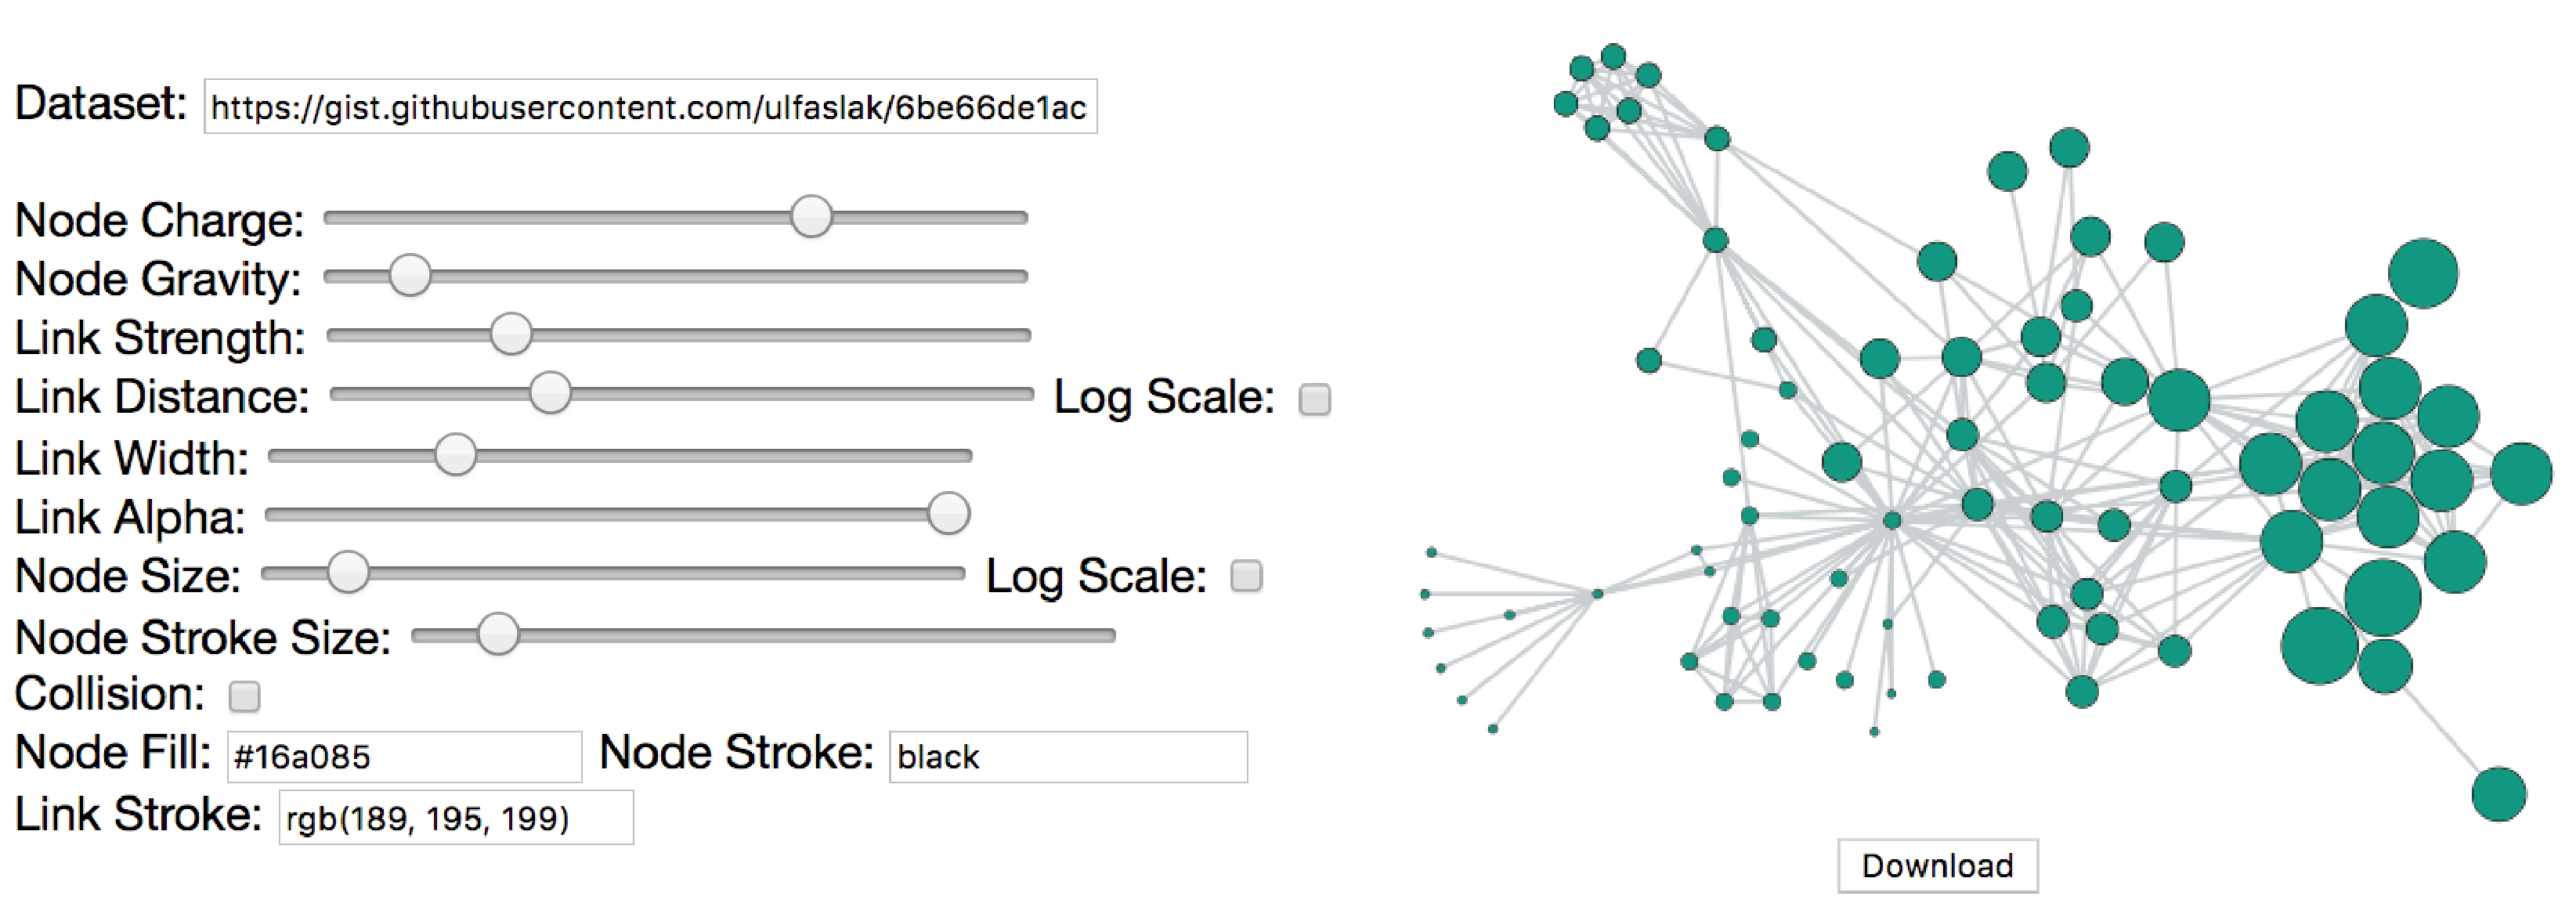 Dataset: https://gist.githubusercontent.com/ulfaslak/6be66de1ac
Node Charge:
Node Gravity:
Link Strength:
Link Distance: Log Scale:
Link Width:
Link Alpha:
Node Size: Log Scale:
Node Stroke Size:
Collision:
Node Fill: #16a085 Node Stroke: black
Link Stroke: rgb(189, 195, 199)
Download